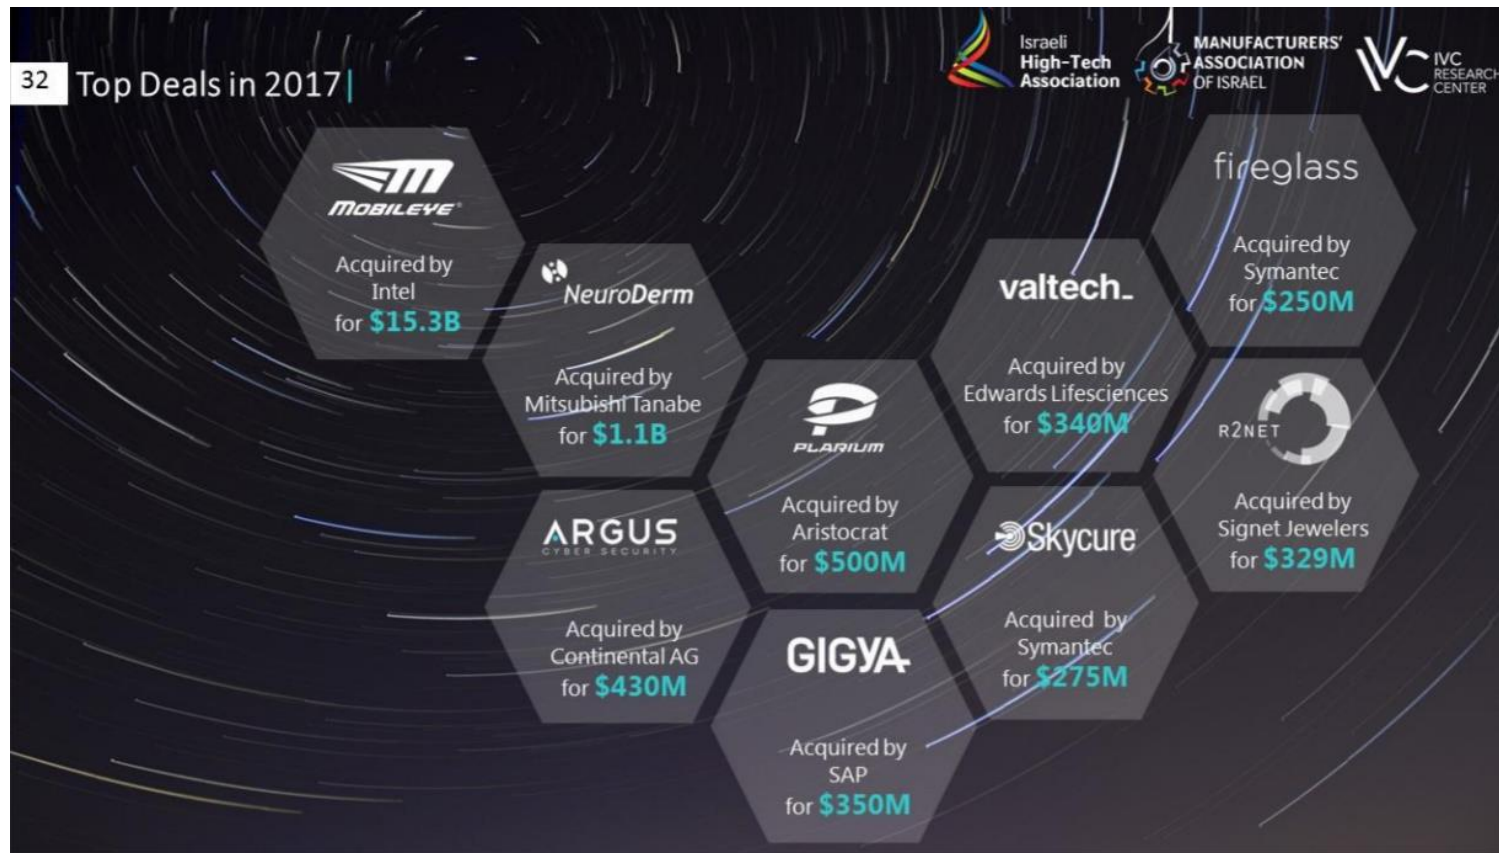 32 Top Deals in 2017|
Israeli
High-Tech
Association
MANUFACTURERS'
ASSOCIATION
OF ISRAEL
IVC
IVC
RESEARCH
CENTER
MOBILEYE®
Acquired by
Intel
for $15.3B
NeuroDerm
Acquired by
Mitsubishi Tanabe
for $1.1B
PLARIUM
Acquired by
Aristocrat
for $500M
valtech
Acquired by
Edwards Lifesciences
for $340M
fireglass
Acquired by
Symantec
for $250M
R2NET
Acquired by
Signet Jewelers
for $329M
ARGUS
CYBER SECURITY
Acquired by
Continental AG
for $430M
GIGYA
Acquired by
SAP
for $350M
Skycure
Acquired by
Symantec
for $275M